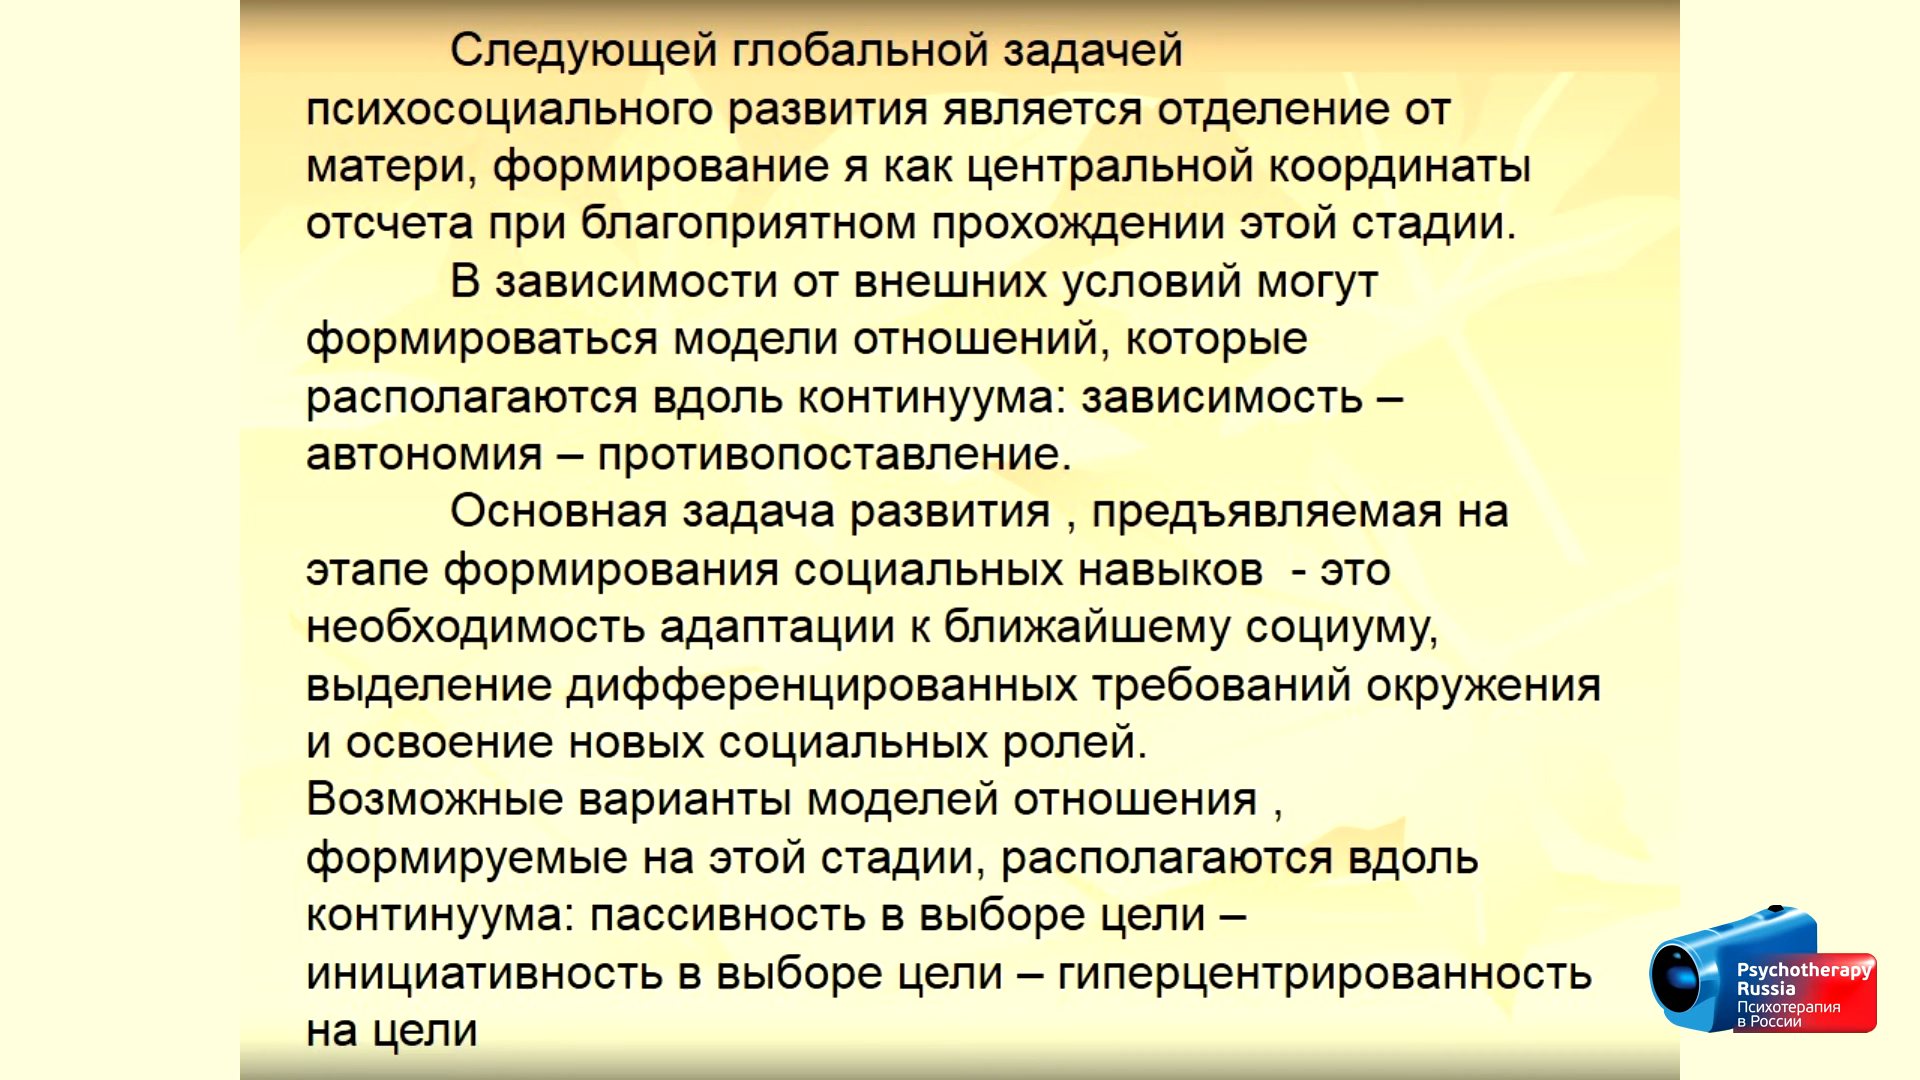 Следующей глобальной задачей
психосоциального развития является отделение от
матери, формирование я как центральной координаты
отсчета при благоприятном прохождении этой стадии.
В зависимости от внешних условий могут
формироваться модели отношений, которые
располагаются вдоль континуума: зависимость –
автономия – противопоставление.
Основная задача развития , предъявляемая на
этапе формирования социальных навыков  - это
необходимость адаптации к ближайшему социуму,
выделение дифференцированных требований окружения
и освоение новых социальных ролей.
Возможные варианты моделей отношения ,
формируемые на этой стадии, располагаются вдоль
континуума: пассивность в выборе цели –
инициативность в выборе цели – гиперцентрированность
на цели
Psychotherapy
Russia
Психотерапия
в России